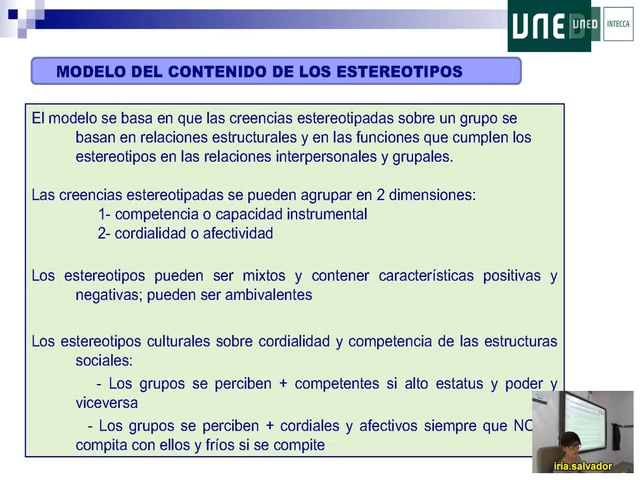 UNED
UNED
INTECCA
MODELO DEL CONTENIDO DE LOS ESTEREOTIPOS
El modelo se basa en que las creencias estereotipadas sobre un grupo se
basan en relaciones estructurales y en las funciones que cumplen los
estereotipos en las relaciones interpersonales y grupales.
Las creencias estereotipadas se pueden agrupar en 2 dimensiones:
1- competencia o capacidad instrumental
2- cordialidad o afectividad
Los estereotipos pueden ser mixtos y contener características positivas y
negativas; pueden ser ambivalentes
Los estereotipos culturales sobre cordialidad y competencia de las estructuras
sociales:
- Los grupos se perciben + competentes si alto estatus y poder y
viceversa
- Los grupos se perciben + cordiales y afectivos siempre que NO
compita con ellos y fríos si se compite
iria.salvador